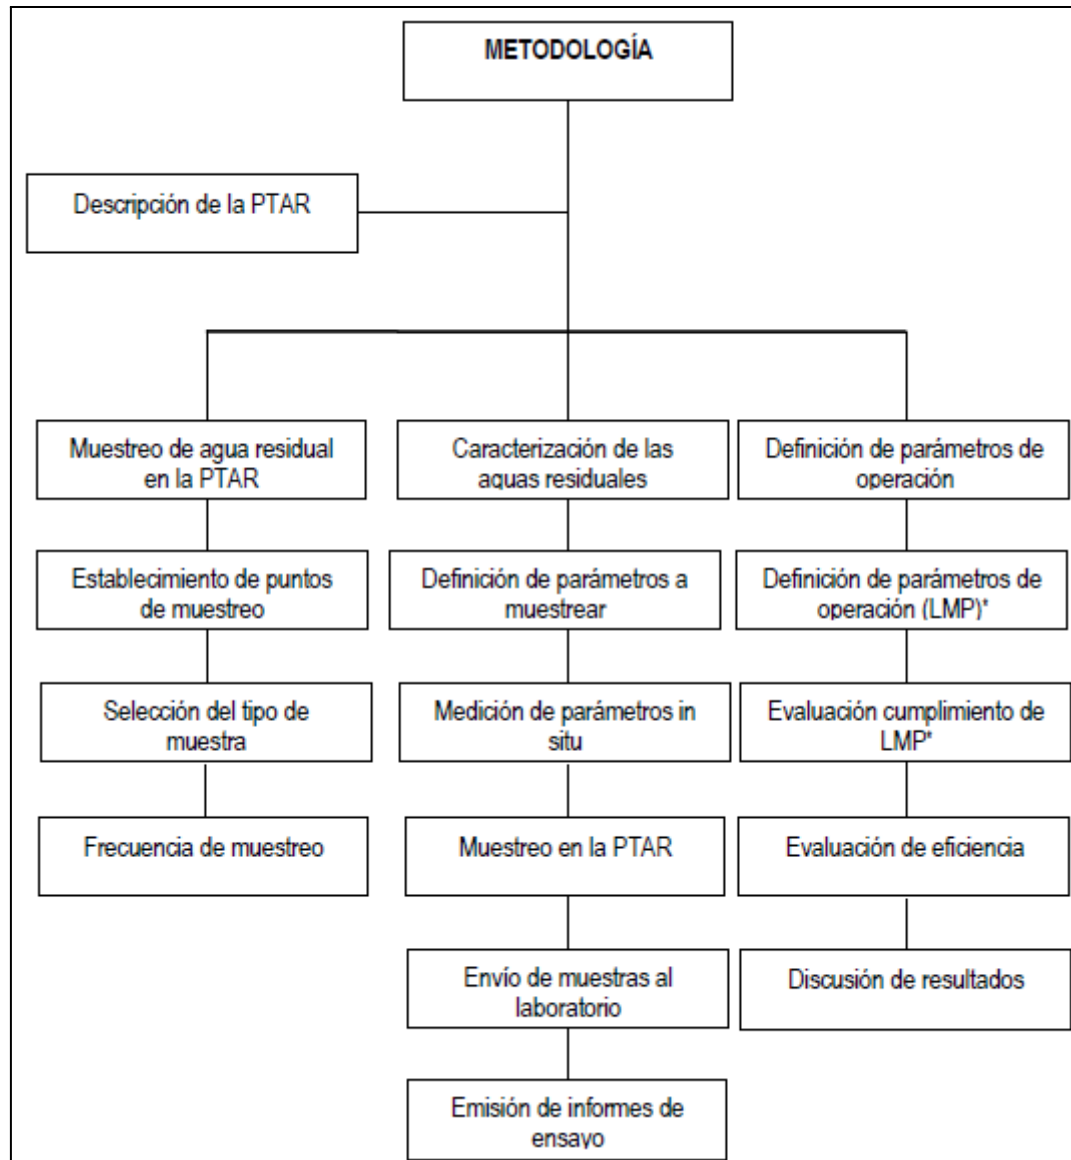 METODOLOGÍA
Descripción de la PTAR
Muestreo de agua residual
en la PTAR
Establecimiento de puntos
de muestreo
Selección del tipo de
muestra
Frecuencia de muestreo
Caracterización de las
aguas residuales
Definición de parámetros a
muestrear
Medición de parámetros in
situ
Muestreo en la PTAR
Envío de muestras al
laboratorio
Emisión de informes de
ensayo
Definición de parámetros de
operación
Definición de parámetros de
operación (LMP)*
Evaluación cumplimiento de
LMP*
Evaluación de eficiencia
Discusión de resultados